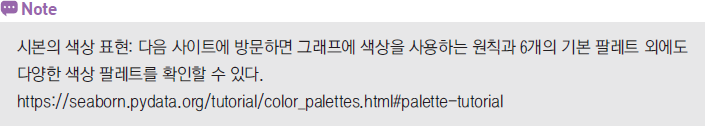 Note
시본의 색상 표현: 다음 사이트에 방문하면 그래프에 색상을 사용하는 원칙과 6개의 기본 팔레트 외에도
다양한 색상 팔레트를 확인할 수 있다.
https://seaborn.pydata.org/tutorial/color_palettes.html#palette-tutorial